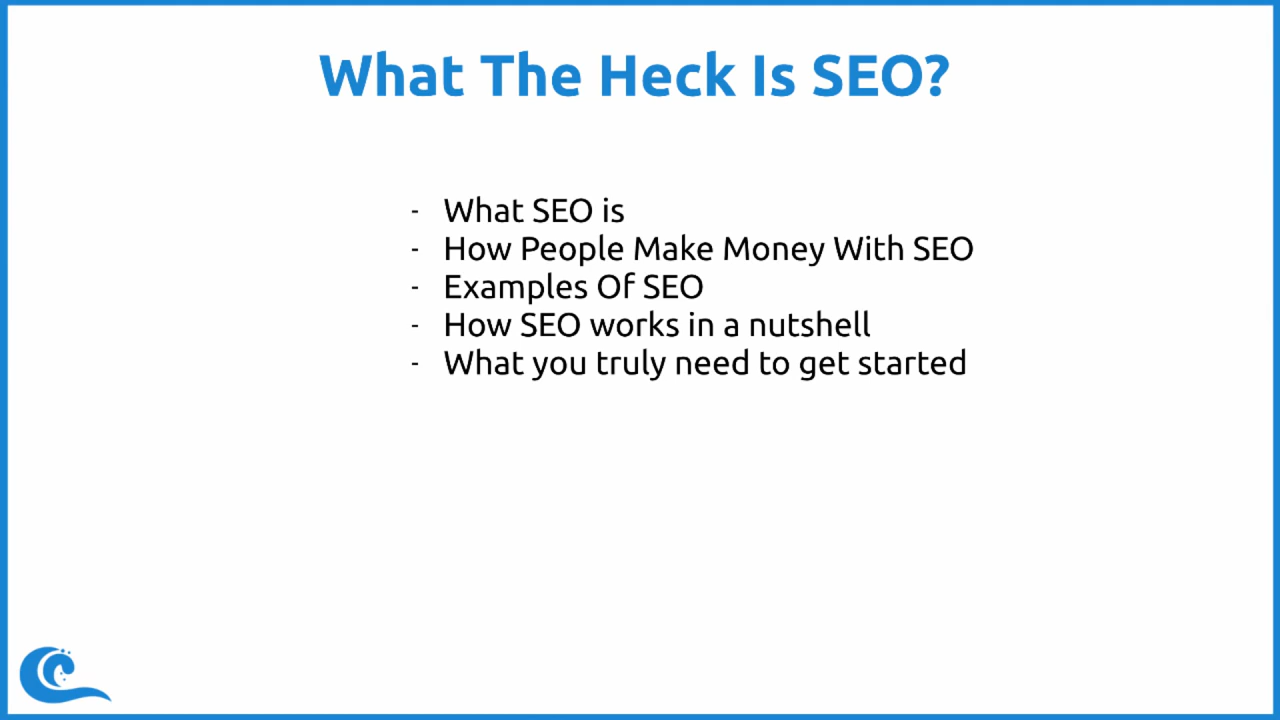 What The Heck Is SEO?
- What SEO is
- How People Make Money With SEO
- Examples Of SEO
- How SEO works in a nutshell
- What you truly need to get started